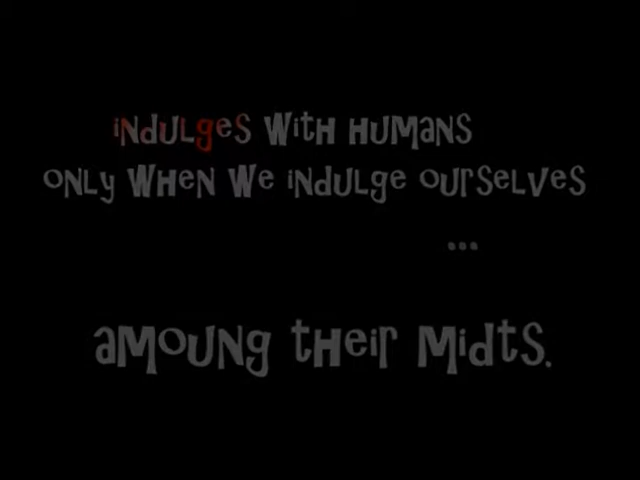 INDULGES WITH HUMANS
ONLY WHEN WE INDULGE OURSELVES
...
AMOUNG THEIR MIDTS.